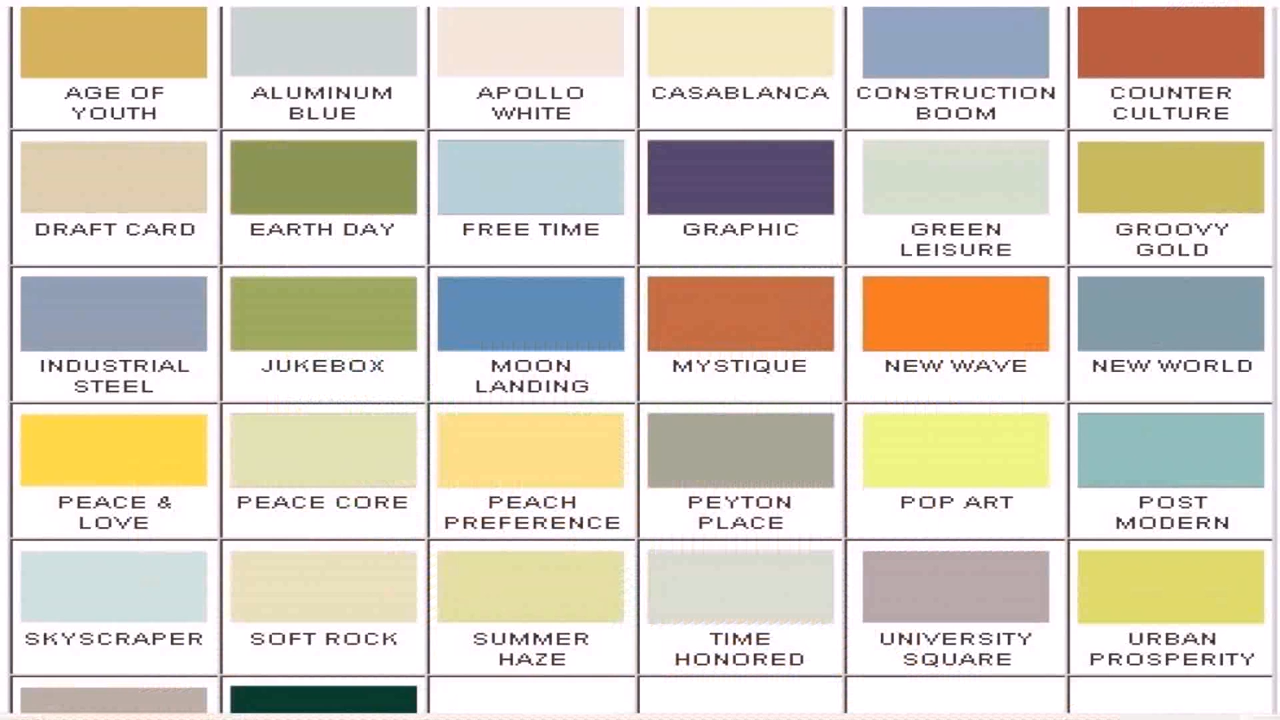 AGE OF
YOUTH
ALUMINUM
BLUE
APOLLO
WHITE
CASABLANCA
CONSTRUCTION
BOOM
COUNTER
CULTURE
DRAFT CARD
EARTH DAY
FREE TIME
GRAPHIC
GREEN
LEISURE
GROOVY
GOLD
INDUSTRIAL
STEEL
JUKEBOX
MOON
LANDING
MYSTIQUE
NEW WAVE
NEW WORLD
PEACE &
LOVE
PEACE CORE
PEACH
PREFERENCE
PEYTON
PLACE
POP ART
POST
MODERN
SKYSCRAPER
SOFT ROCK
SUMMER
HAZE
TIME
HONORED
UNIVERSITY
SQUARE
URBAN
PROSPERITY